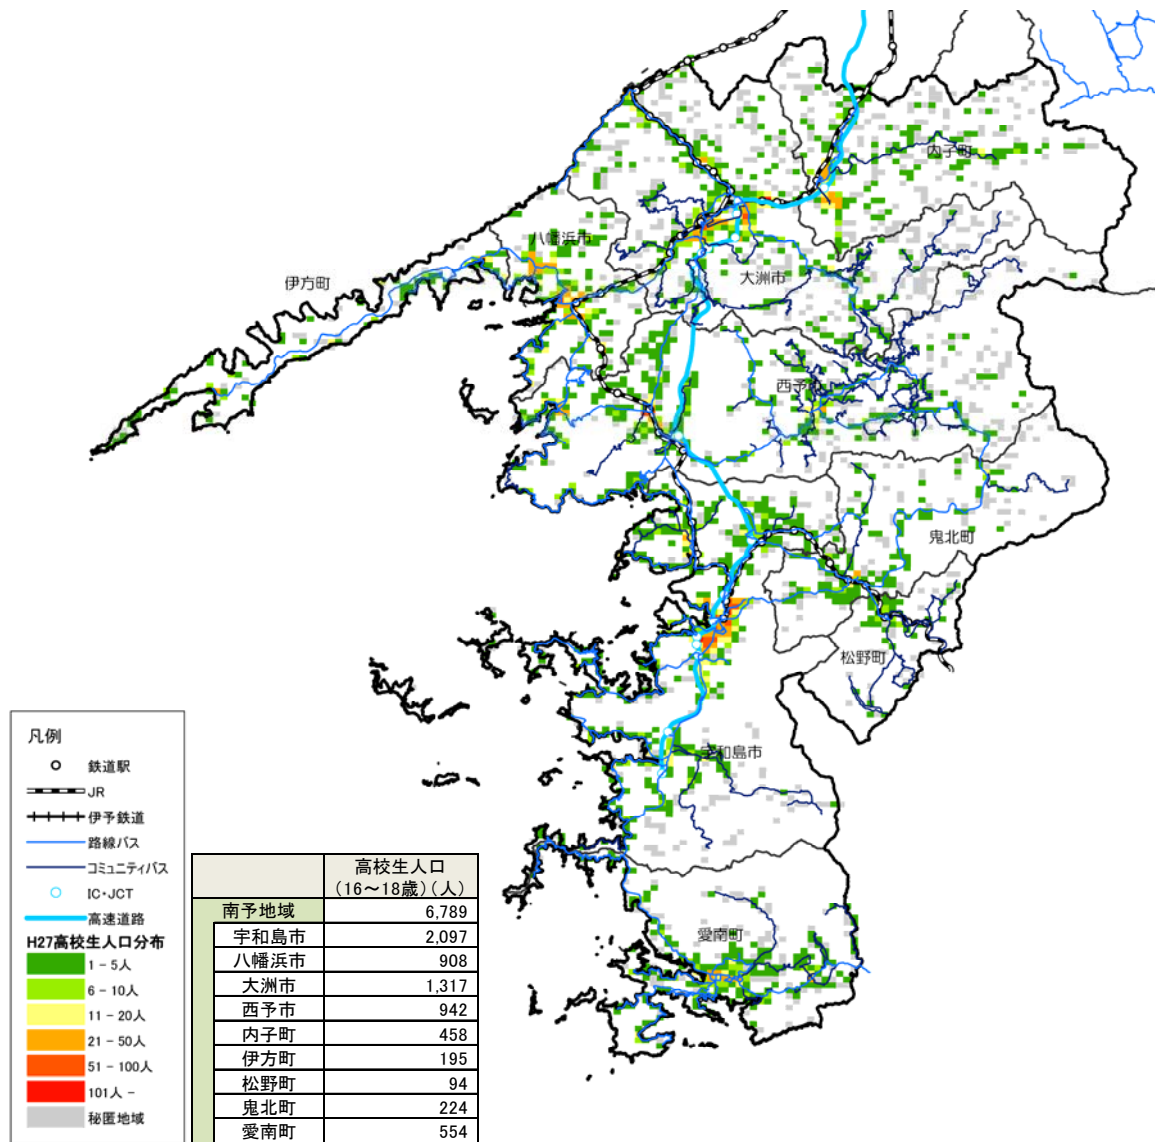 内子町
八幡浜市
大洲市
伊方町
西予市
鬼北町
松野町
宇和島市
愛南町
凡例
鉄道駅
JR
伊予鉄道
路線バス
コミュニティバス
IC・JCT
高速道路
H27高校生人口分布
1 - 5人
6 - 10人
11 - 20人
21 - 50人
51 - 100人
101人 -
秘匿地域
高校生人口
(16～18歳)(人)
南予地域 6,789
宇和島市 2,097
八幡浜市 908
大洲市 1,317
西予市 942
内子町 458
伊方町 195
松野町 94
鬼北町 224
愛南町 554